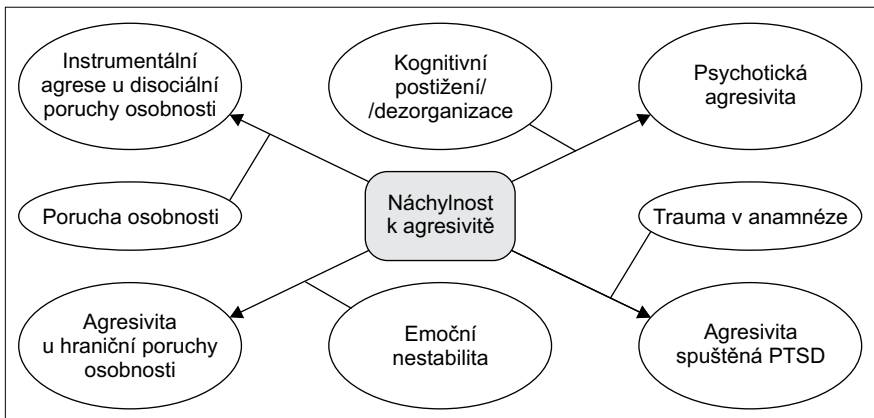 Instrumentální
agrese u disociální
poruchy osobnosti
Kognitivní
postižení/
/dezorganizace
Psychotická
agresivita
Porucha osobnosti
Náchylnost
k agresivitě
Trauma v anamnéze
Agresivita
u hraniční poruchy
osobnosti
Emoční
nestabilita
Agresivita
spuštěná PTSD